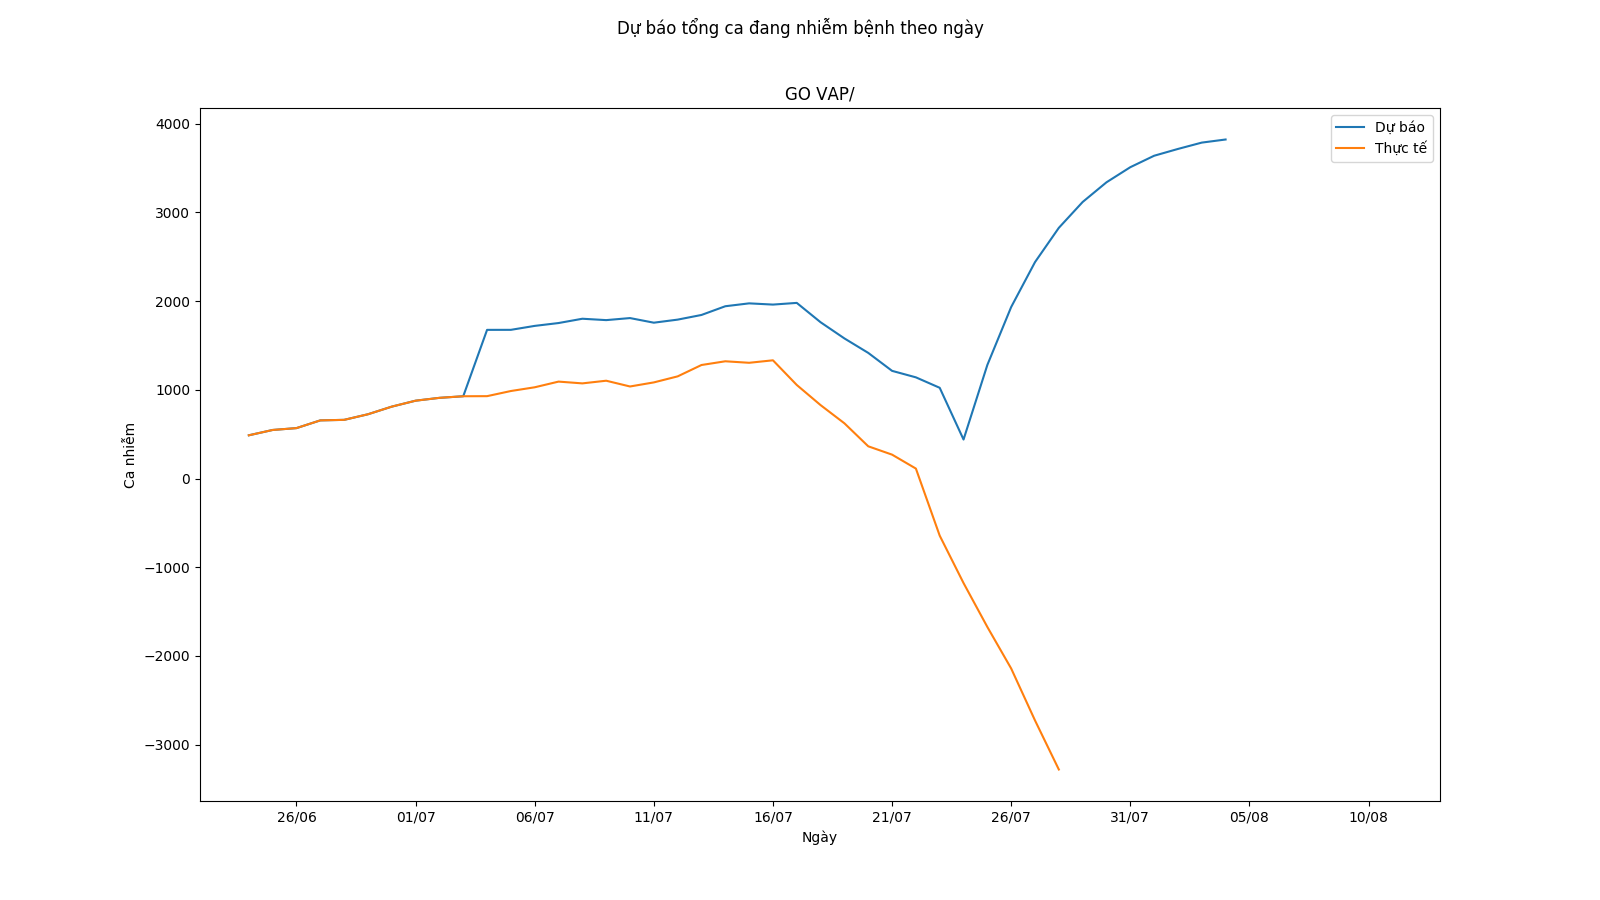 Dự báo tổng ca đang nhiễm bệnh theo ngày
GO VAP/
Dự báo
Thực tế
4000
3000
2000
1000
0
−1000
−2000
−3000
Ca nhiễm
26/06 01/07 06/07 11/07 16/07 21/07 26/07 31/07 05/08 10/08
Ngày